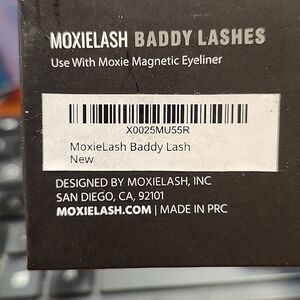 MOXIELASH BADDY LASHES
Use With Moxie Magnetic Eyeliner
X0025MU55R
MoxieLash Baddy Lash
New
DESIGNED BY MOXIELASH, INC
SAN DIEGO, CA, 92101
MOXIELASH.COM | MADE IN PRC